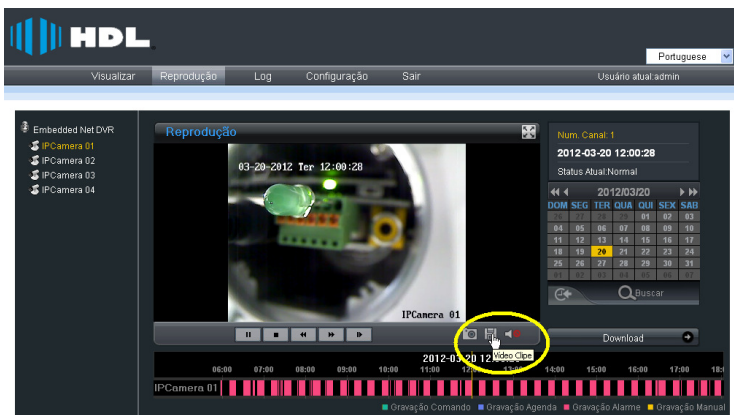 HDL
Portuguese
Visualizar Reprodução Log Configuração Sair Usuário atual:admin
Embedded Net DVR
IPCamera 01
IPCamera 02
IPCamera 03
IPCamera 04
Reprodução
03-20-2012 Ter 12:00:28
IPCamera 01
Num. Canal: 1
2012-03-20 12:00:28
Status Atual:Normal
2012/03/20
DOM SEG TER QUA QUI SEX SAB
26 27 28 29 01 02 03
04 05 06 07 08 09 10
11 12 13 14 15 16 17
18 19 20 21 22 23 24
25 26 27 28 29 30 31
01 02 03 04 05 06 07
Buscar
Download
Video Clipe
2012-03-20 12:
06:00 07:00 08:00 09:00 10:00 11:00 12:00 13:00 14:00 15:00 16:00 17:00 18:
IPCamera 01
Gravação Comando Gravação Agenda Gravação Alarme Gravação Manual